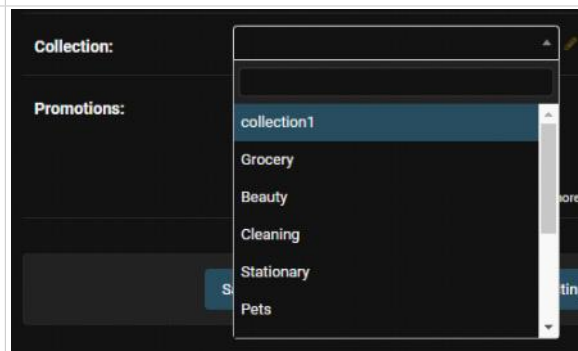 Collection:
collection1
Promotions:
Grocery
Beauty
Cleaning
Stationary
Pets